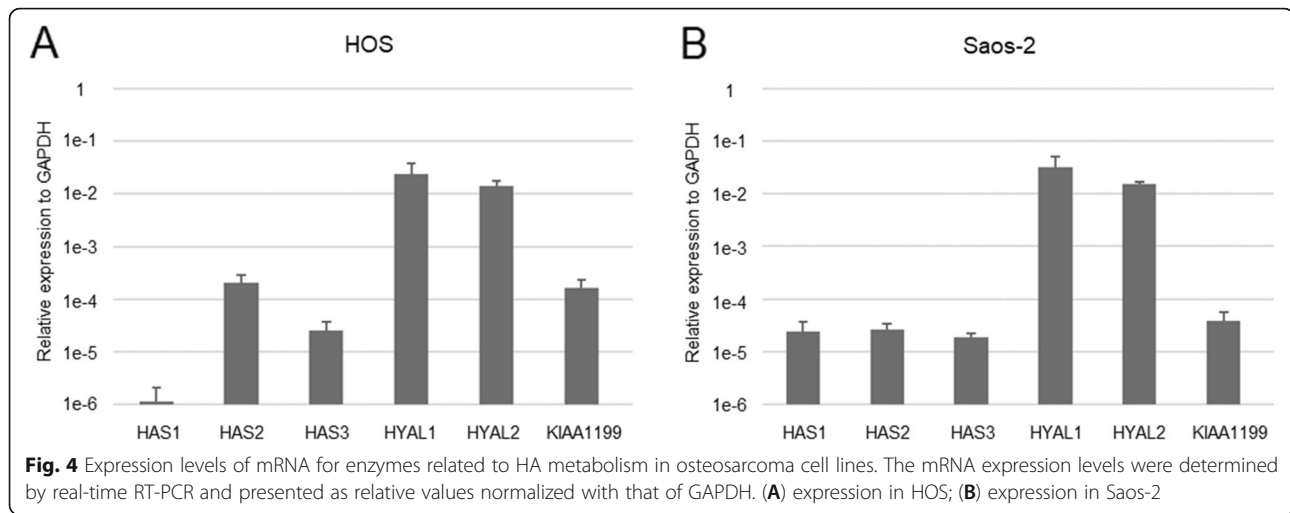 A
HOS
Relative expression to GAPDH
1
1e-1
1e-2
1e-3
1e-4
1e-5
1e-6
HAS1 HAS2 HAS3 HYAL1 HYAL2 KIAA1199
B
Saos-2
Relative expression to GAPDH
1
1e-1
1e-2
1e-3
1e-4
1e-5
1e-6
HAS1 HAS2 HAS3 HYAL1 HYAL2 KIAA1199
Fig. 4 Expression levels of mRNA for enzymes related to HA metabolism in osteosarcoma cell lines. The mRNA expression levels were determined
by real-time RT-PCR and presented as relative values normalized with that of GAPDH. (A) expression in HOS; (B) expression in Saos-2